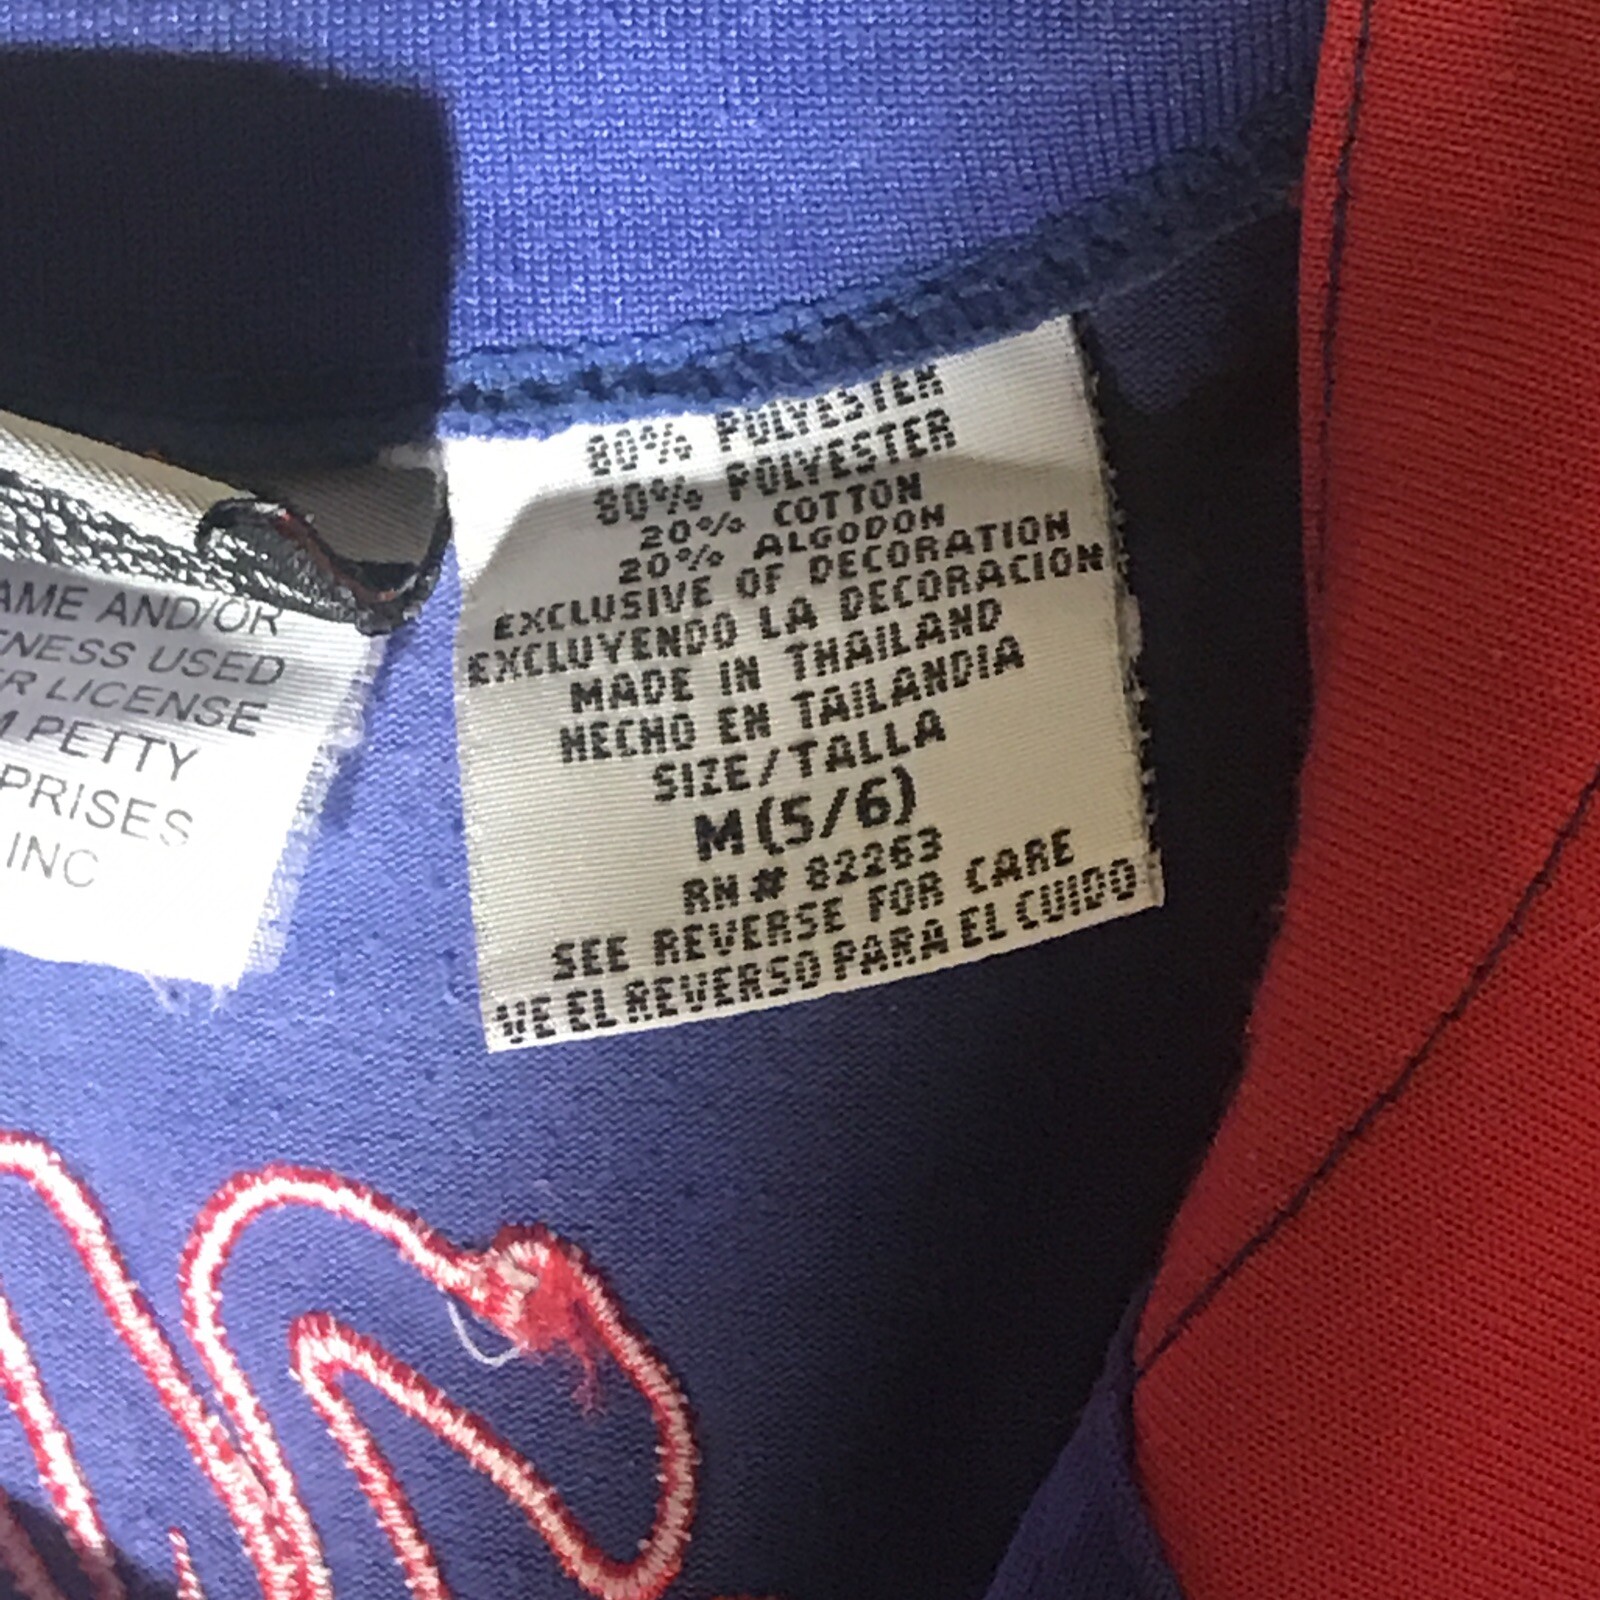 AME AND/OR
NESS USED
R LICENSE
PETTY
PRISES
INC
80% POLYESTER
80% POLYESTER
20% COTTON
20% ALGODON
EXCLUSIVE OF DECORATION
EXCLUYENDO LA DECORACION
MADE IN THAILAND
HECHO EN TAILANDIA
SIZE/TALLA
M(5/6)
RN# 82263
SEE REVERSE FOR CARE
VE EL REVERSO PARA EL CUIDO